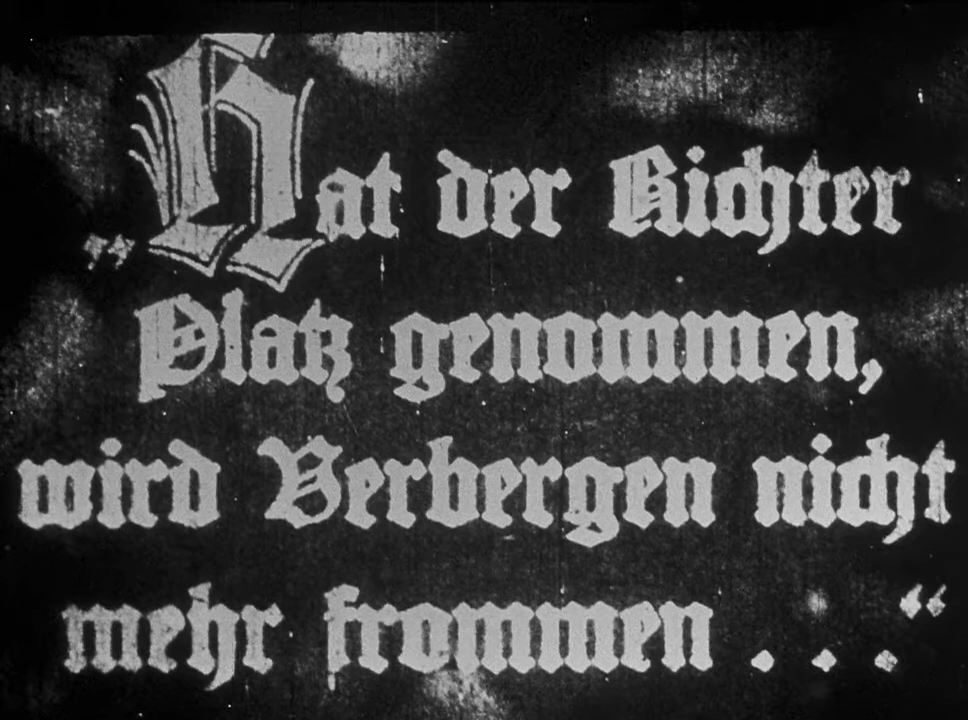 „Hat der Richter
Platz genommen,
wird Verbergen nicht
mehr frommen . . .“